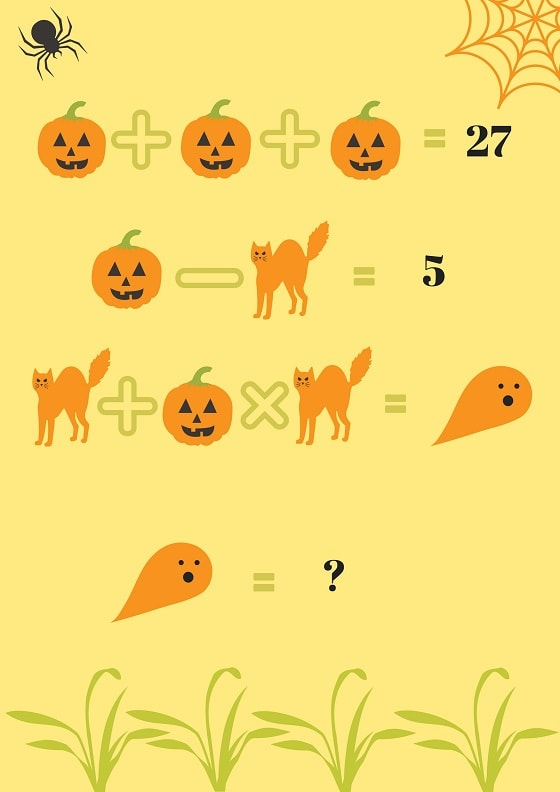 + + = 27
− = 5
+ × =
= ?